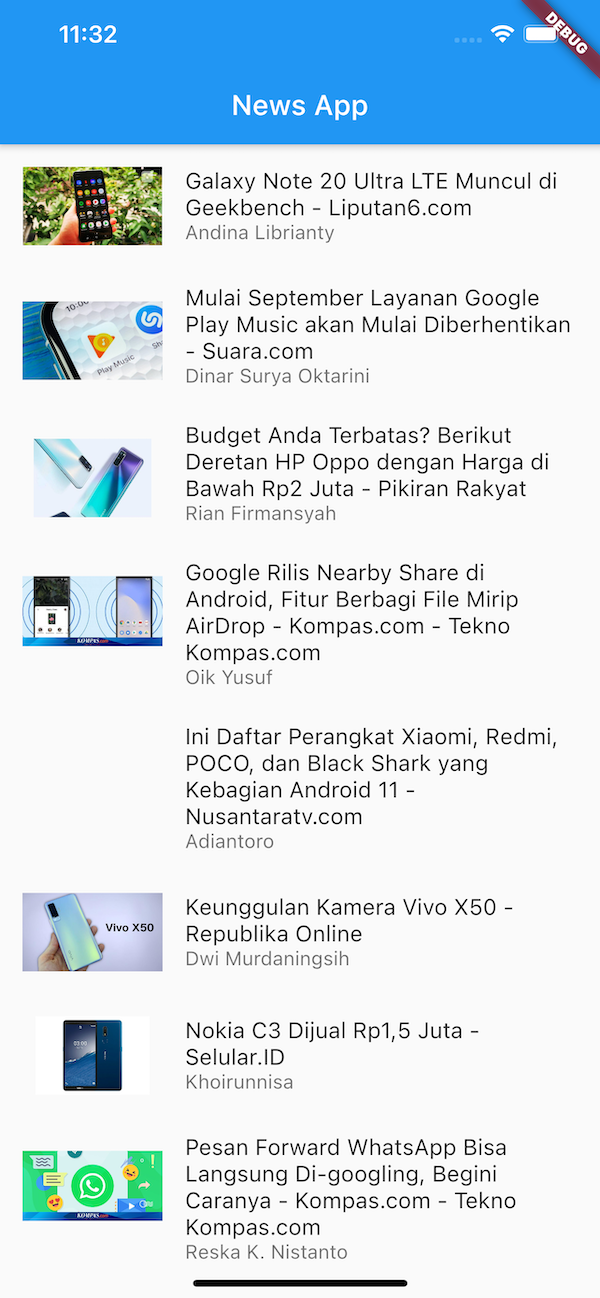 11:32
DEBUG
News App
Galaxy Note 20 Ultra LTE Muncul di
Geekbench - Liputan6.com
Andina Librianty
10:00
Play Music
Sha
Mulai September Layanan Google
Play Music akan Mulai Diberhentikan
- Suara.com
Dinar Surya Oktarini
Budget Anda Terbatas? Berikut
Deretan HP Oppo dengan Harga di
Bawah Rp2 Juta - Pikiran Rakyat
Rian Firmansyah
KOMPAS.com
Google Rilis Nearby Share di
Android, Fitur Berbagi File Mirip
AirDrop - Kompas.com - Tekno
Kompas.com
Oik Yusuf
Ini Daftar Perangkat Xiaomi, Redmi,
POCO, dan Black Shark yang
Kebagian Android 11 -
Nusantaratv.com
Adiantoro
Vivo X50
Keunggulan Kamera Vivo X50 -
Republika Online
Dwi Murdaningsih
Nokia C3 Dijual Rp1,5 Juta -
Selular.ID
Khoirunnisa
KOMPAS.com
Pesan Forward WhatsApp Bisa
Langsung Di-googling, Begini
Caranya - Kompas.com - Tekno
Kompas.com
Reska K. Nistanto